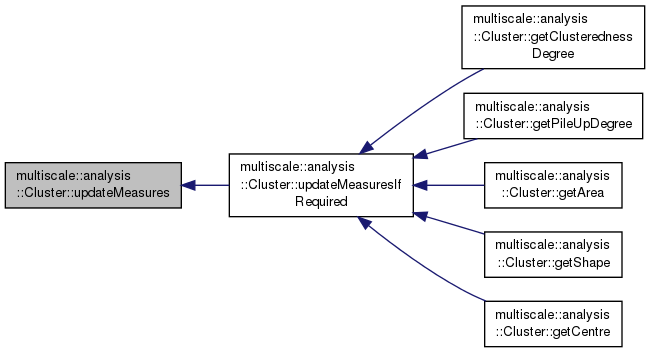 multiscale::analysis
::Cluster::updateMeasures
multiscale::analysis
::Cluster::updateMeasuresIf
Required
multiscale::analysis
::Cluster::getClusteredness
Degree
multiscale::analysis
::Cluster::getPileUpDegree
multiscale::analysis
::Cluster::getArea
multiscale::analysis
::Cluster::getShape
multiscale::analysis
::Cluster::getCentre